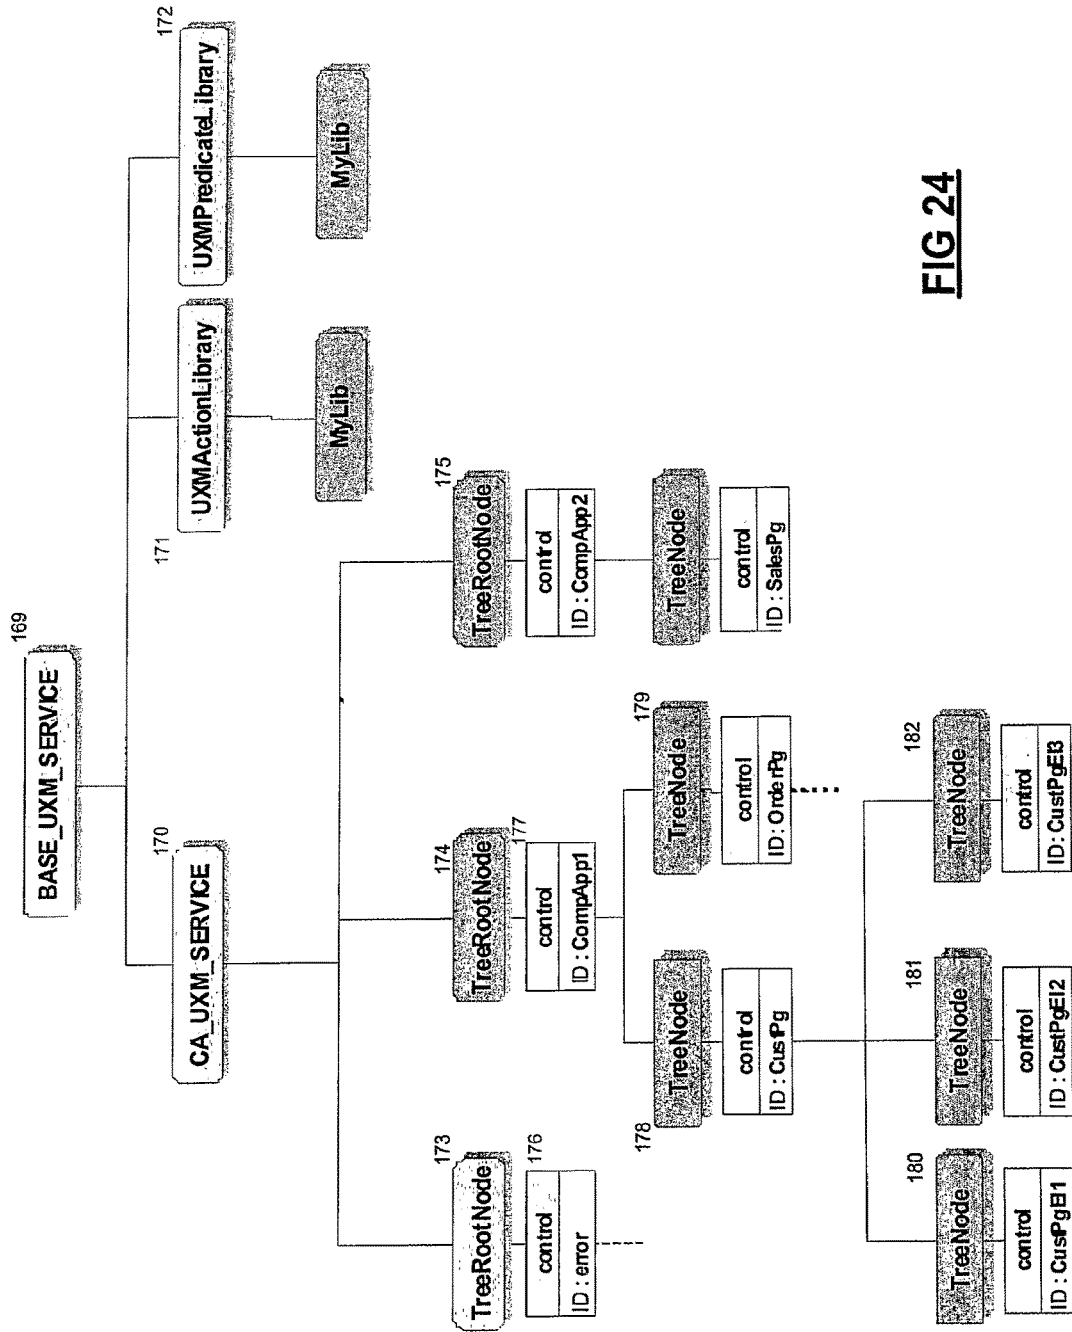 169
BASE_UXM_SERVICE
170
CA_UXM_SERVICE
171
UXMActionLibrary
172
UXMPredicateLibrary
MyLib
MyLib
173
TreeRootNode
176
control
ID : error
174
TreeRootNode
177
control
ID : CompApp1
175
TreeRootNode
control
ID : CompApp2
178
TreeNode
control
ID : CustPg
179
TreeNode
control
ID : OrderPg
TreeNode
control
ID : SalesPg
180
TreeNode
control
ID : CustPgEl1
181
TreeNode
control
ID : CustPgEl2
182
TreeNode
control
ID : CustPgEl3
FIG 24